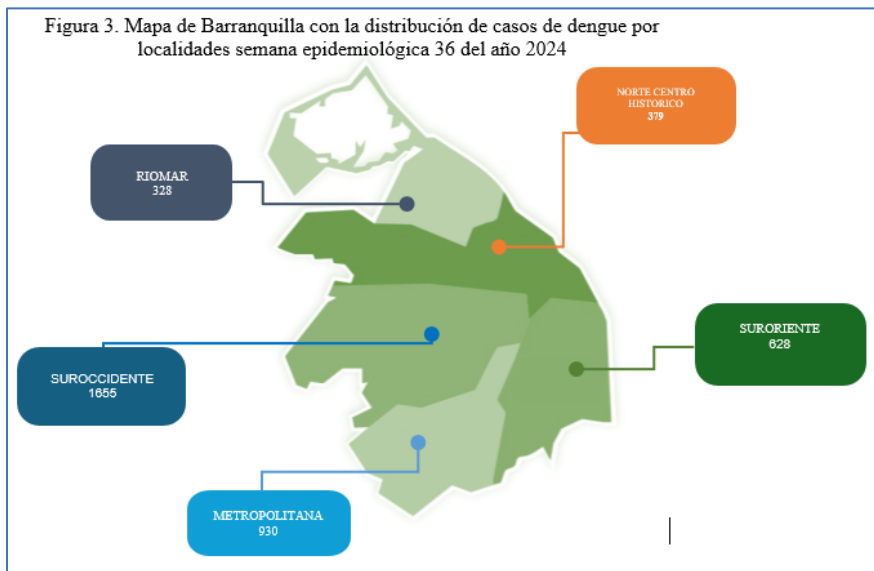 Figura 3. Mapa de Barranquilla con la distribución de casos de dengue por
localidades semana epidemiológica 36 del año 2024
NORTE CENTRO
HISTORICO
379
RIOMAR
328
SURORIENTE
628
SUROCCIDENTE
1655
METROPOLITANA
930